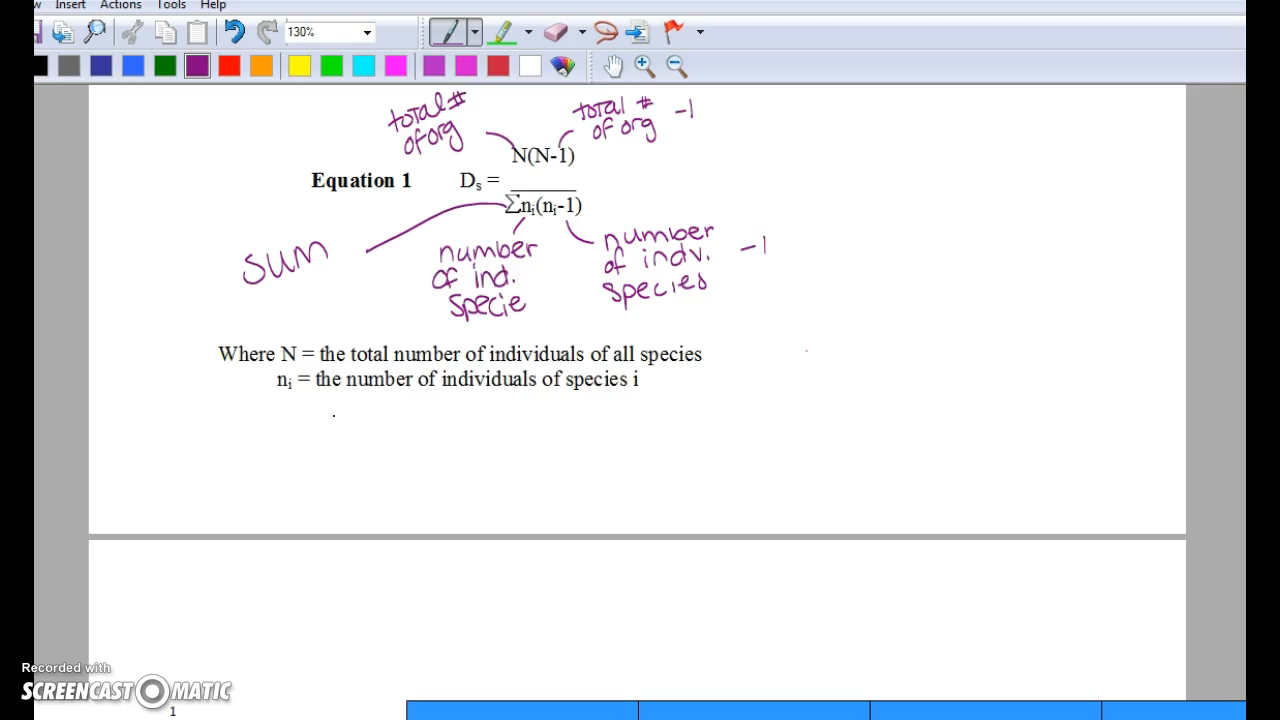 Insert Actions Tools Help
130%
total # of org
total # of org -1
N(N-1)
Equation 1 Ds =
Σni(ni-1)
sum
number of ind. specie
number of indv. species -1
Where N = the total number of individuals of all species
ni = the number of individuals of species i
Recorded with
SCREENCAST-O-MATIC
1